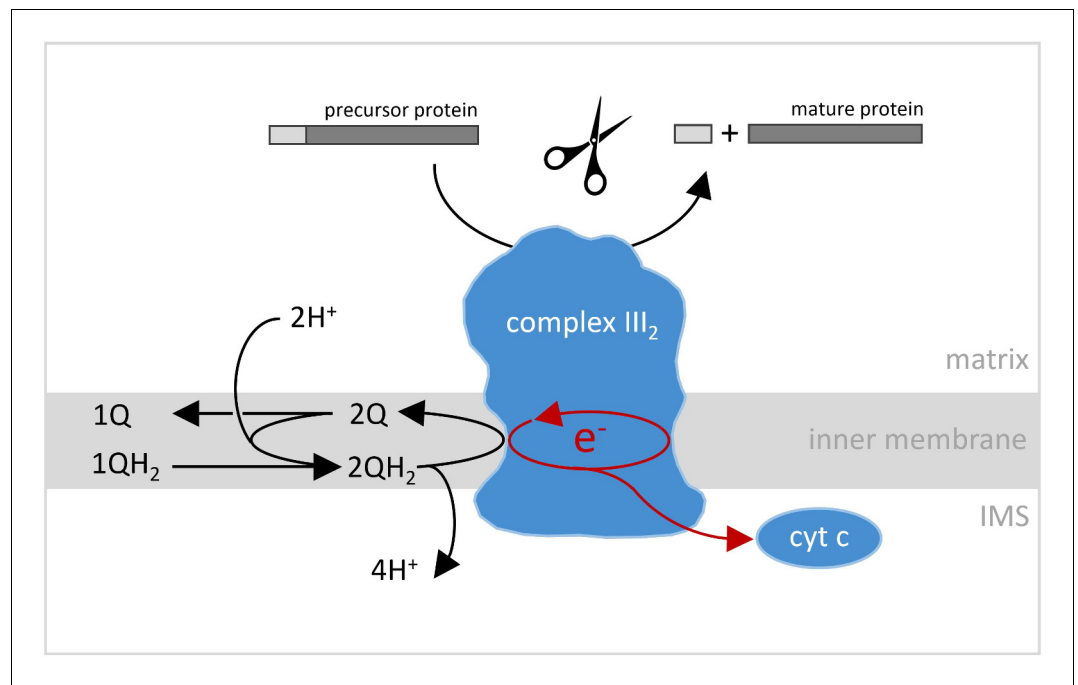 precursor protein
mature protein
+
2H⁺
complex III₂
matrix
1Q
2Q
e⁻
inner membrane
1QH₂
2QH₂
IMS
cyt c
4H⁺